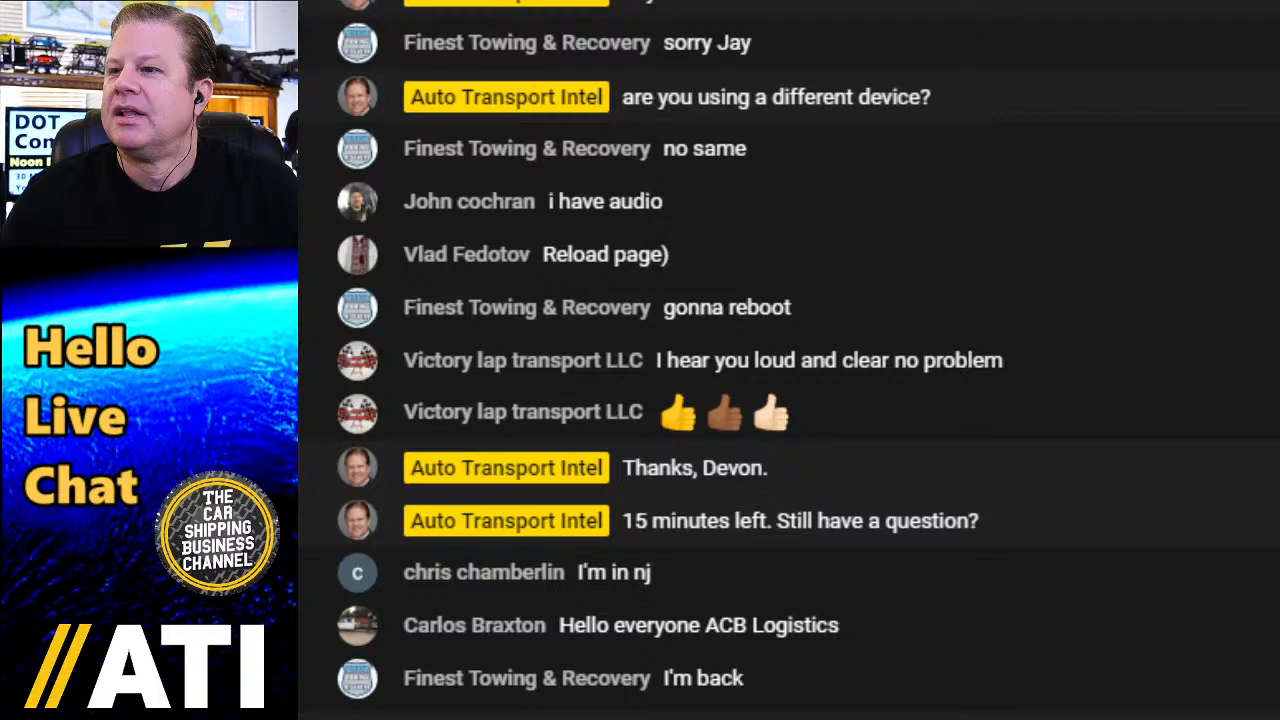 Finest Towing & Recovery sorry Jay
Auto Transport Intel are you using a different device?
Finest Towing & Recovery no same
John cochran i have audio
Vlad Fedotov Reload page)
Finest Towing & Recovery gonna reboot
Victory lap transport LLC I hear you loud and clear no problem
Victory lap transport LLC 👍👍🏾👍🏻
Auto Transport Intel Thanks, Devon.
Auto Transport Intel 15 minutes left. Still have a question?
c
chris chamberlin I'm in nj
Carlos Braxton Hello everyone ACB Logistics
Finest Towing & Recovery I'm back
DOT
Com
Noon
30
Hello
Live
Chat
THE
CAR
SHIPPING
BUSINESS
CHANNEL
//ATI